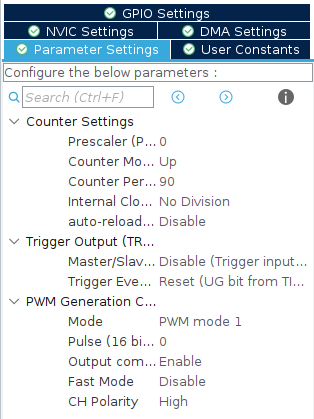 GPIO Settings
NVIC Settings
DMA Settings
Parameter Settings
User Constants
Configure the below parameters :
Search (Ctrl+F)
Counter Settings
Prescaler (P... 0
Counter Mo... Up
Counter Per... 90
Internal Clo... No Division
auto-reload... Disable
Trigger Output (TR...
Master/Slav... Disable (Trigger input...
Trigger Eve... Reset (UG bit from TI...
PWM Generation C...
Mode PWM mode 1
Pulse (16 bi... 0
Output com... Enable
Fast Mode Disable
CH Polarity High